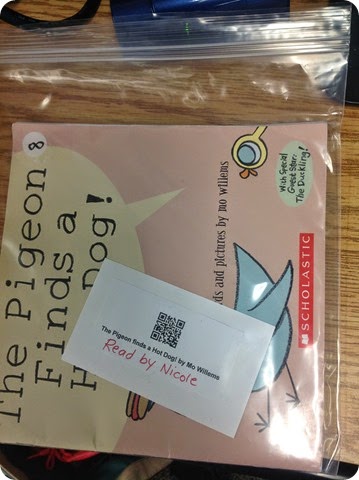 8
The Pigeon
Finds a
H Dog!
ds and pictures by mo willems
With Special
Guest Star:
The Duckling!
SCHOLASTIC
The Pigeon finds a Hot Dog! by Mo Willems
Read by Nicole